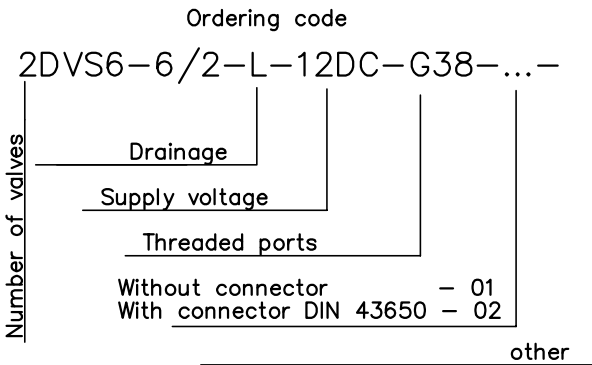 Ordering code
2DVS6-6/2-L-12DC-G38-...-
Number of valves
Drainage
Supply voltage
Threaded ports
Without connector - 01
With connector DIN 43650 - 02
other